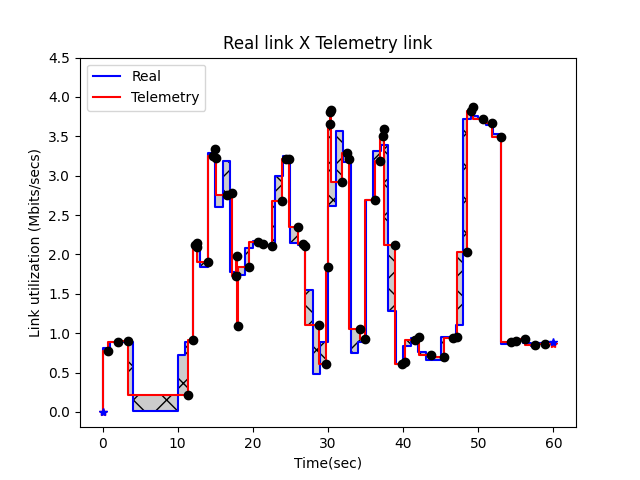 Real link X Telemetry link
Real
Telemetry
Link utilization (Mbits/secs)
4.5
4.0
3.5
3.0
2.5
2.0
1.5
1.0
0.5
0.0
0 10 20 30 40 50 60
Time(sec)